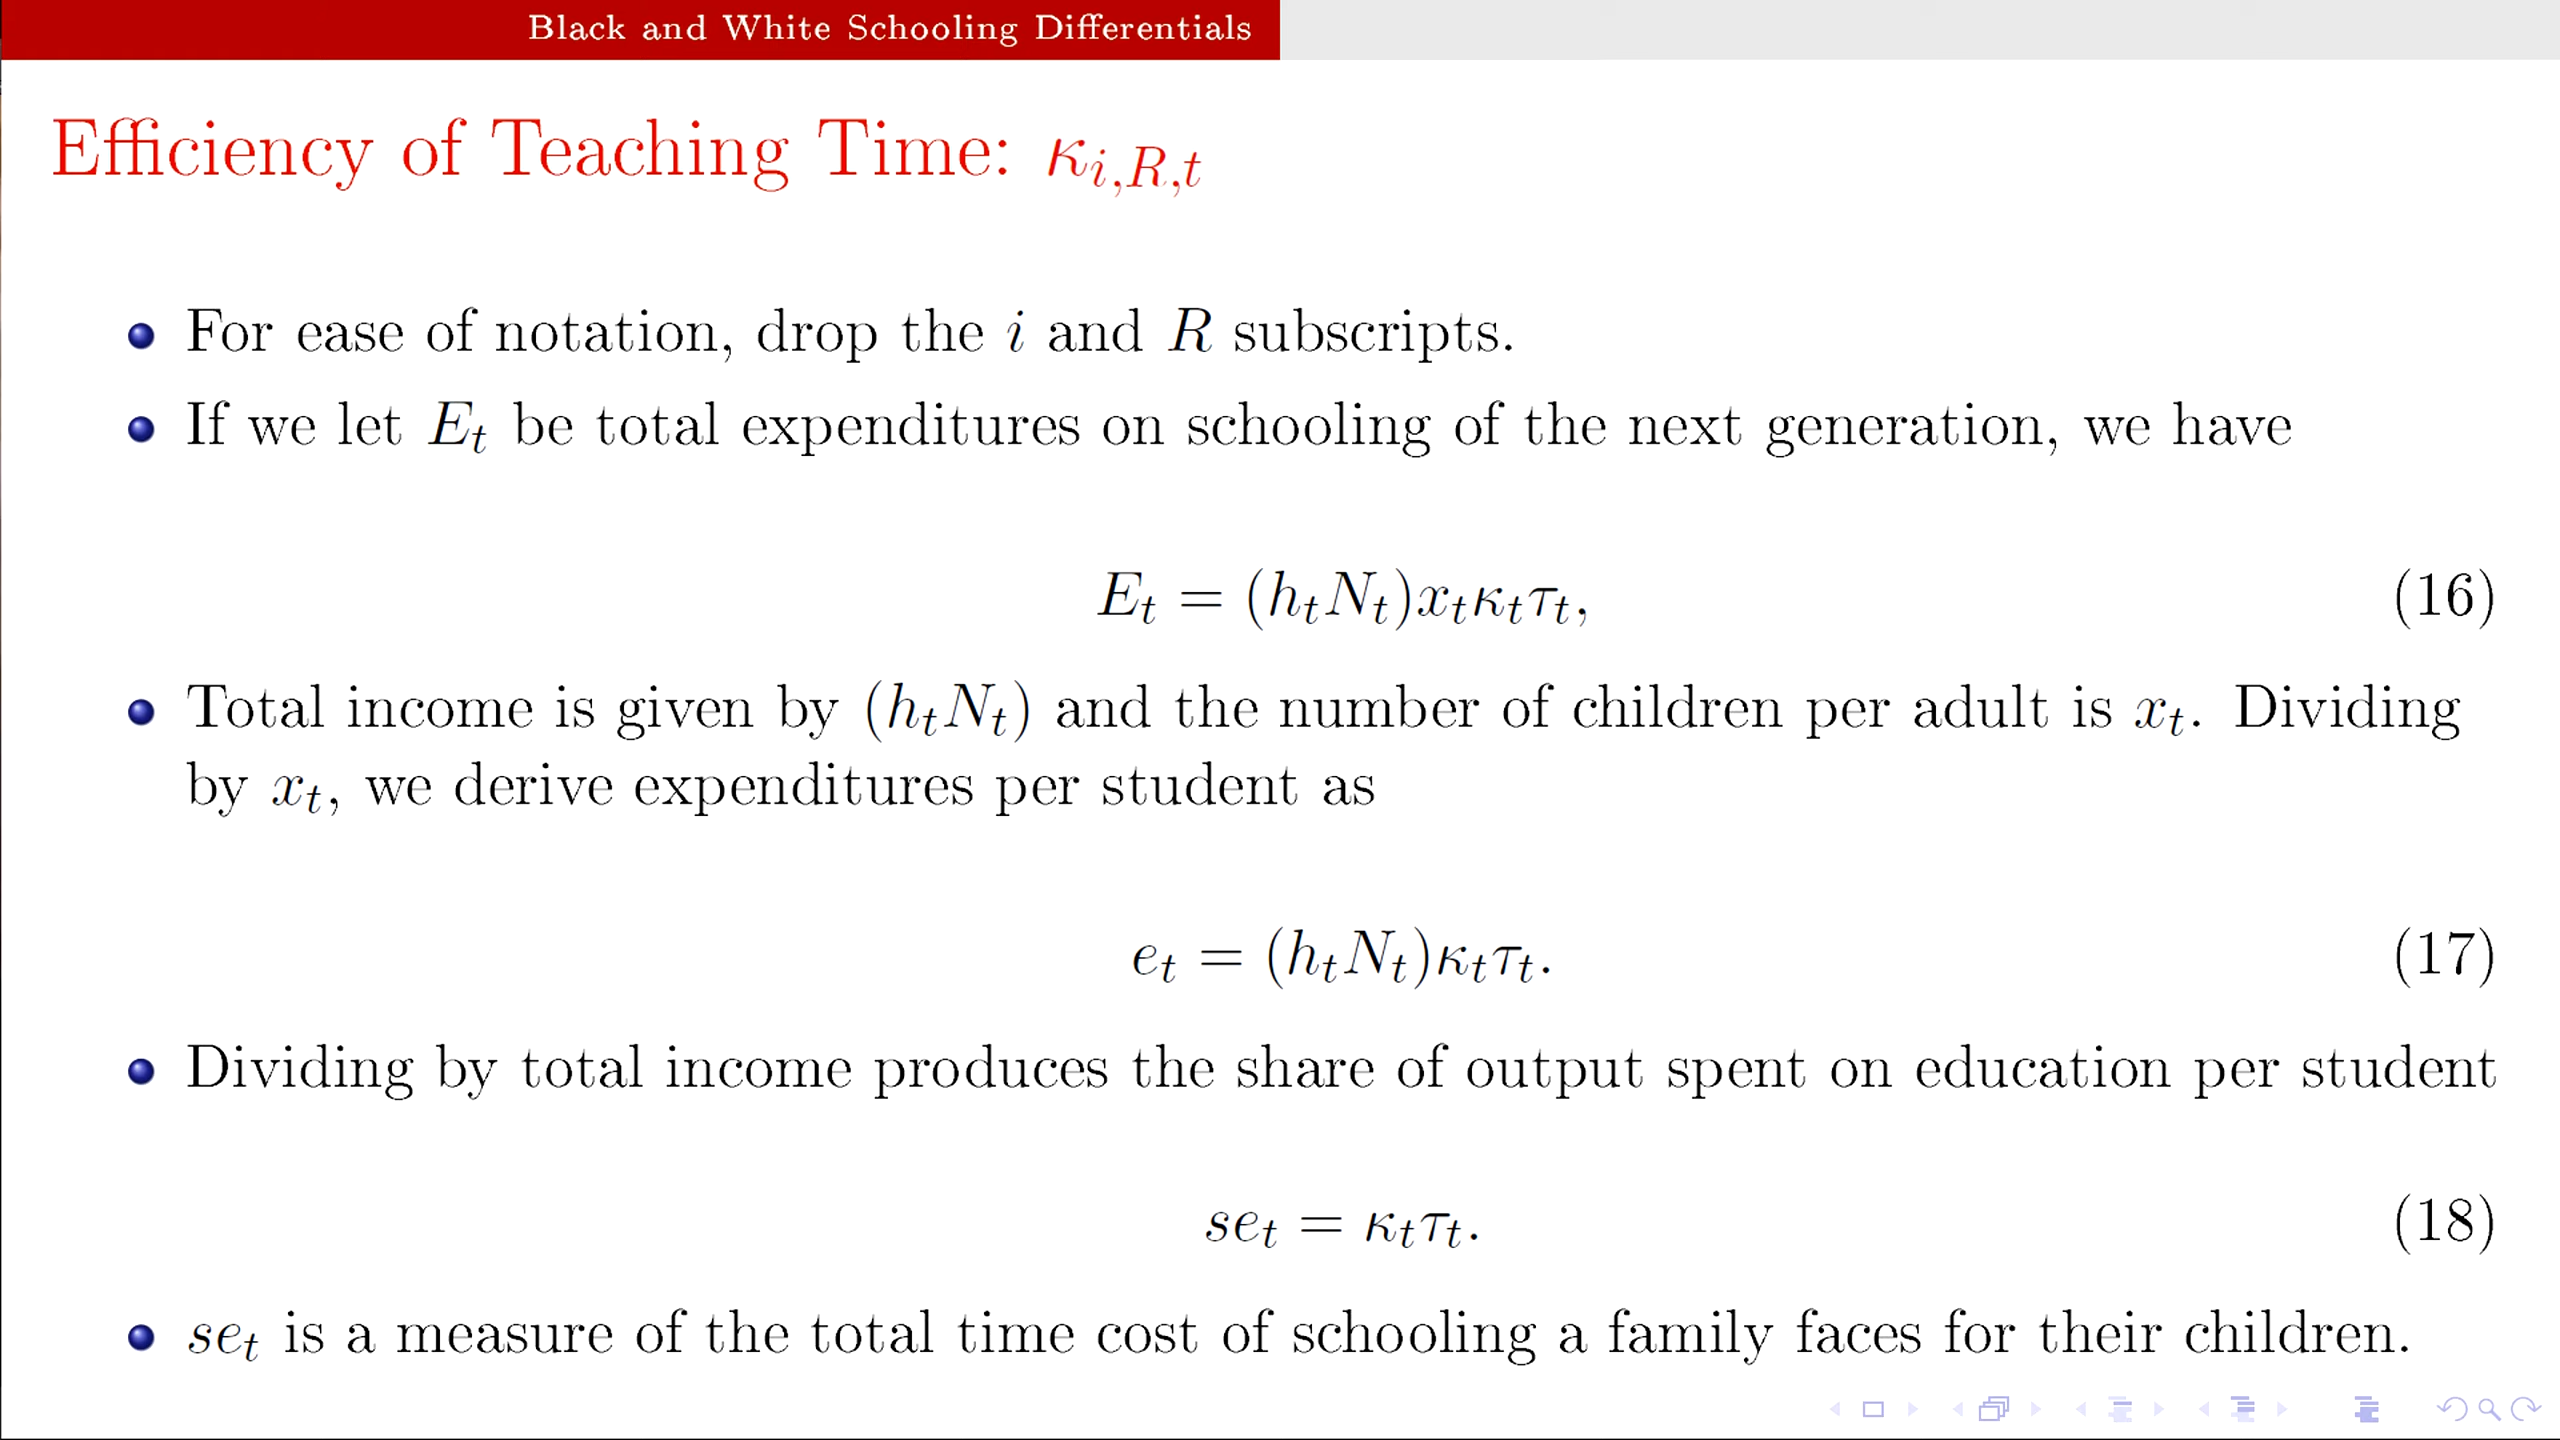 Black and White Schooling Differentials
Efficiency of Teaching Time: κ_{i,R,t}
For ease of notation, drop the i and R subscripts.
If we let E_t be total expenditures on schooling of the next generation, we have
E_t = (h_t N_t) x_t κ_t τ_t, (16)
Total income is given by (h_t N_t) and the number of children per adult is x_t. Dividing
by x_t, we derive expenditures per student as
e_t = (h_t N_t) κ_t τ_t. (17)
Dividing by total income produces the share of output spent on education per student
se_t = κ_t τ_t. (18)
se_t is a measure of the total time cost of schooling a family faces for their children.